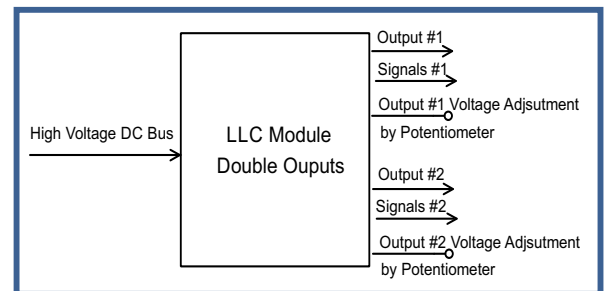 Output #1
Signals #1
Output #1 Voltage Adjsutment
by Potentiometer
High Voltage DC Bus
LLC Module
Double Ouputs
Output #2
Signals #2
Output #2 Voltage Adjsutment
by Potentiometer